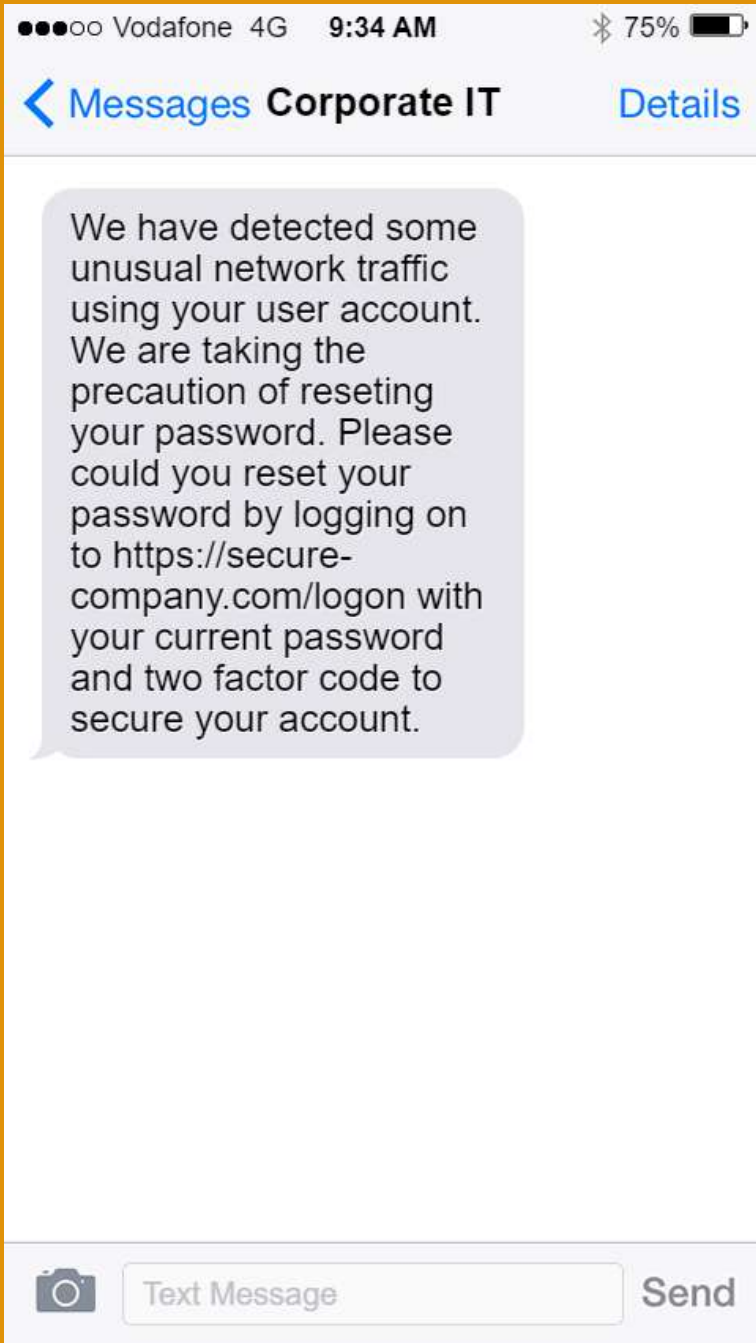 Vodafone 4G 9:34 AM 75%
Messages Corporate IT Details
We have detected some
unusual network traffic
using your user account.
We are taking the
precaution of reseting
your password. Please
could you reset your
password by logging on
to https://secure-
company.com/logon with
your current password
and two factor code to
secure your account.
Text Message Send